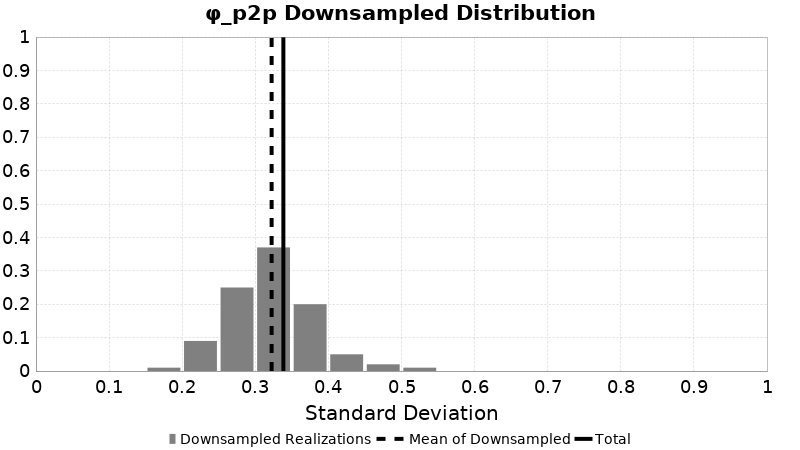 φ_p2p Downsampled Distribution
1
0.9
0.8
0.7
0.6
0.5
0.4
0.3
0.2
0.1
0
0 0.1 0.2 0.3 0.4 0.5 0.6 0.7 0.8 0.9 1
Standard Deviation
Downsampled Realizations Mean of Downsampled Total